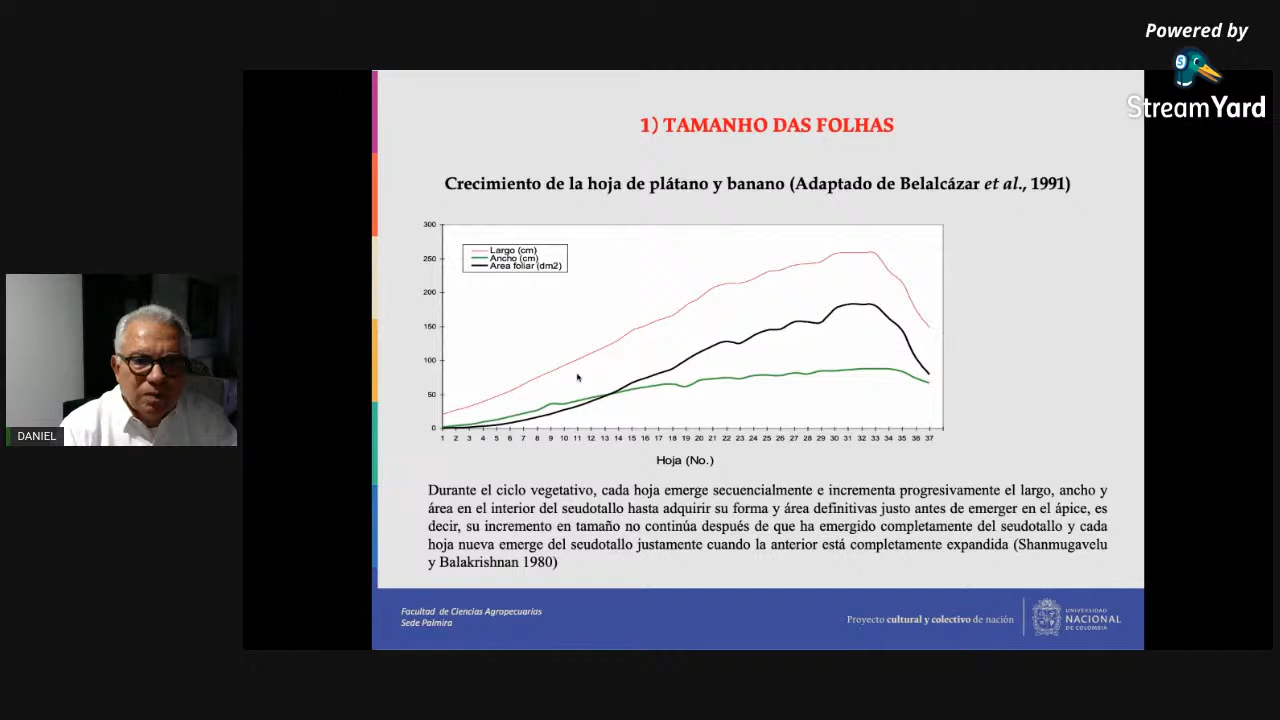 Powered by
StreamYard
1) TAMANHO DAS FOLHAS
Crecimiento de la hoja de plátano y banano (Adaptado de Belalcázar et al., 1991)
300
250
200
150
100
50
0
Largo (cm)
Ancho (cm)
Area foliar (dm2)
1 2 3 4 5 6 7 8 9 10 11 12 13 14 15 16 17 18 19 20 21 22 23 24 25 26 27 28 29 30 31 32 33 34 35 36 37
Hoja (No.)
Durante el ciclo vegetativo, cada hoja emerge secuencialmente e incrementa progresivamente el largo, ancho y
área en el interior del seudotallo hasta adquirir su forma y área definitivas justo antes de emerger en el ápice, es
decir, su incremento en tamaño no continúa después de que ha emergido completamente del seudotallo y cada
hoja nueva emerge del seudotallo justamente cuando la anterior está completamente expandida (Shanmugavelu
y Balakrishnan 1980)
DANIEL
Facultad de Ciencias Agropecuarias
Sede Palmira
Proyecto cultural y colectivo de nación
UNIVERSIDAD
NACIONAL
DE COLOMBIA